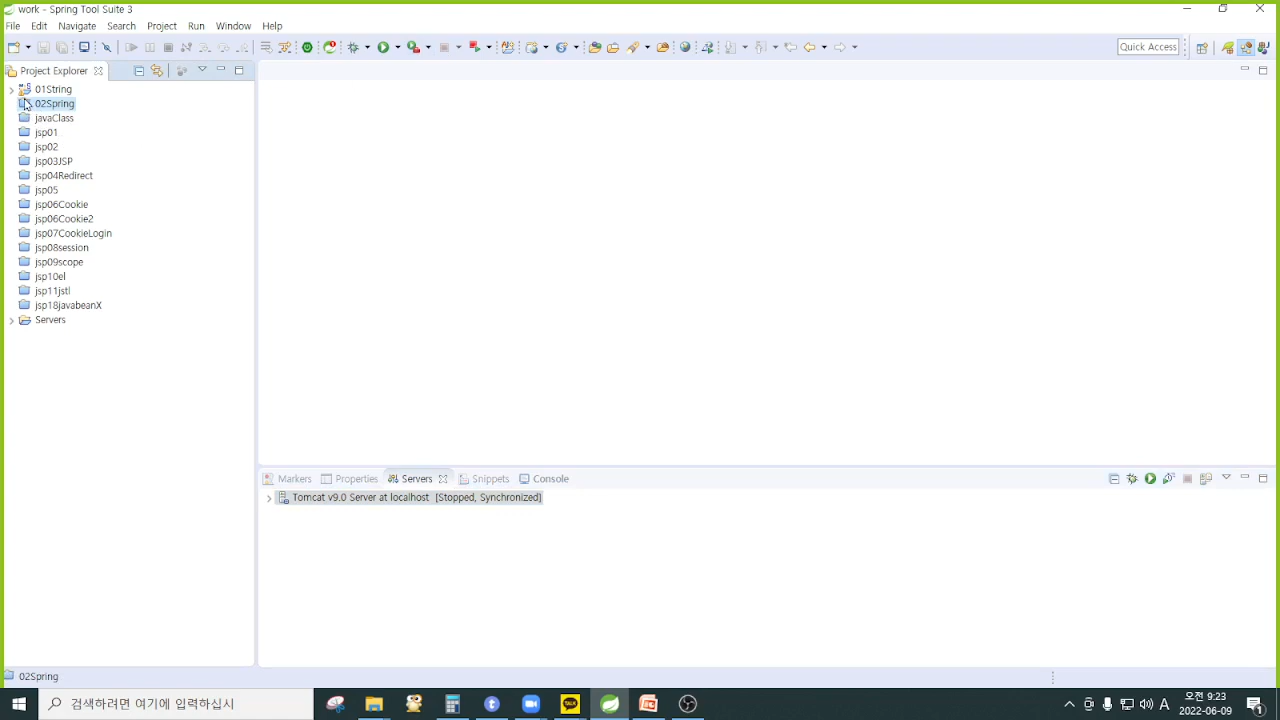 work - Spring Tool Suite 3
File Edit Navigate Search Project Run Window Help
Quick Access
Project Explorer
01String
02Spring
javaClass
jsp01
jsp02
jsp03JSP
jsp04Redirect
jsp05
jsp06Cookie
jsp06Cookie2
jsp07CookieLogin
jsp08session
jsp09scope
jsp10el
jsp11jstl
jsp18javabeanX
Servers
Markers Properties Servers Snippets Console
Tomcat v9.0 Server at localhost [Stopped, Synchronized]
02Spring
검색하려면 여기에 입력하십시
TALK
A
오전 9:23
2022-06-09
1